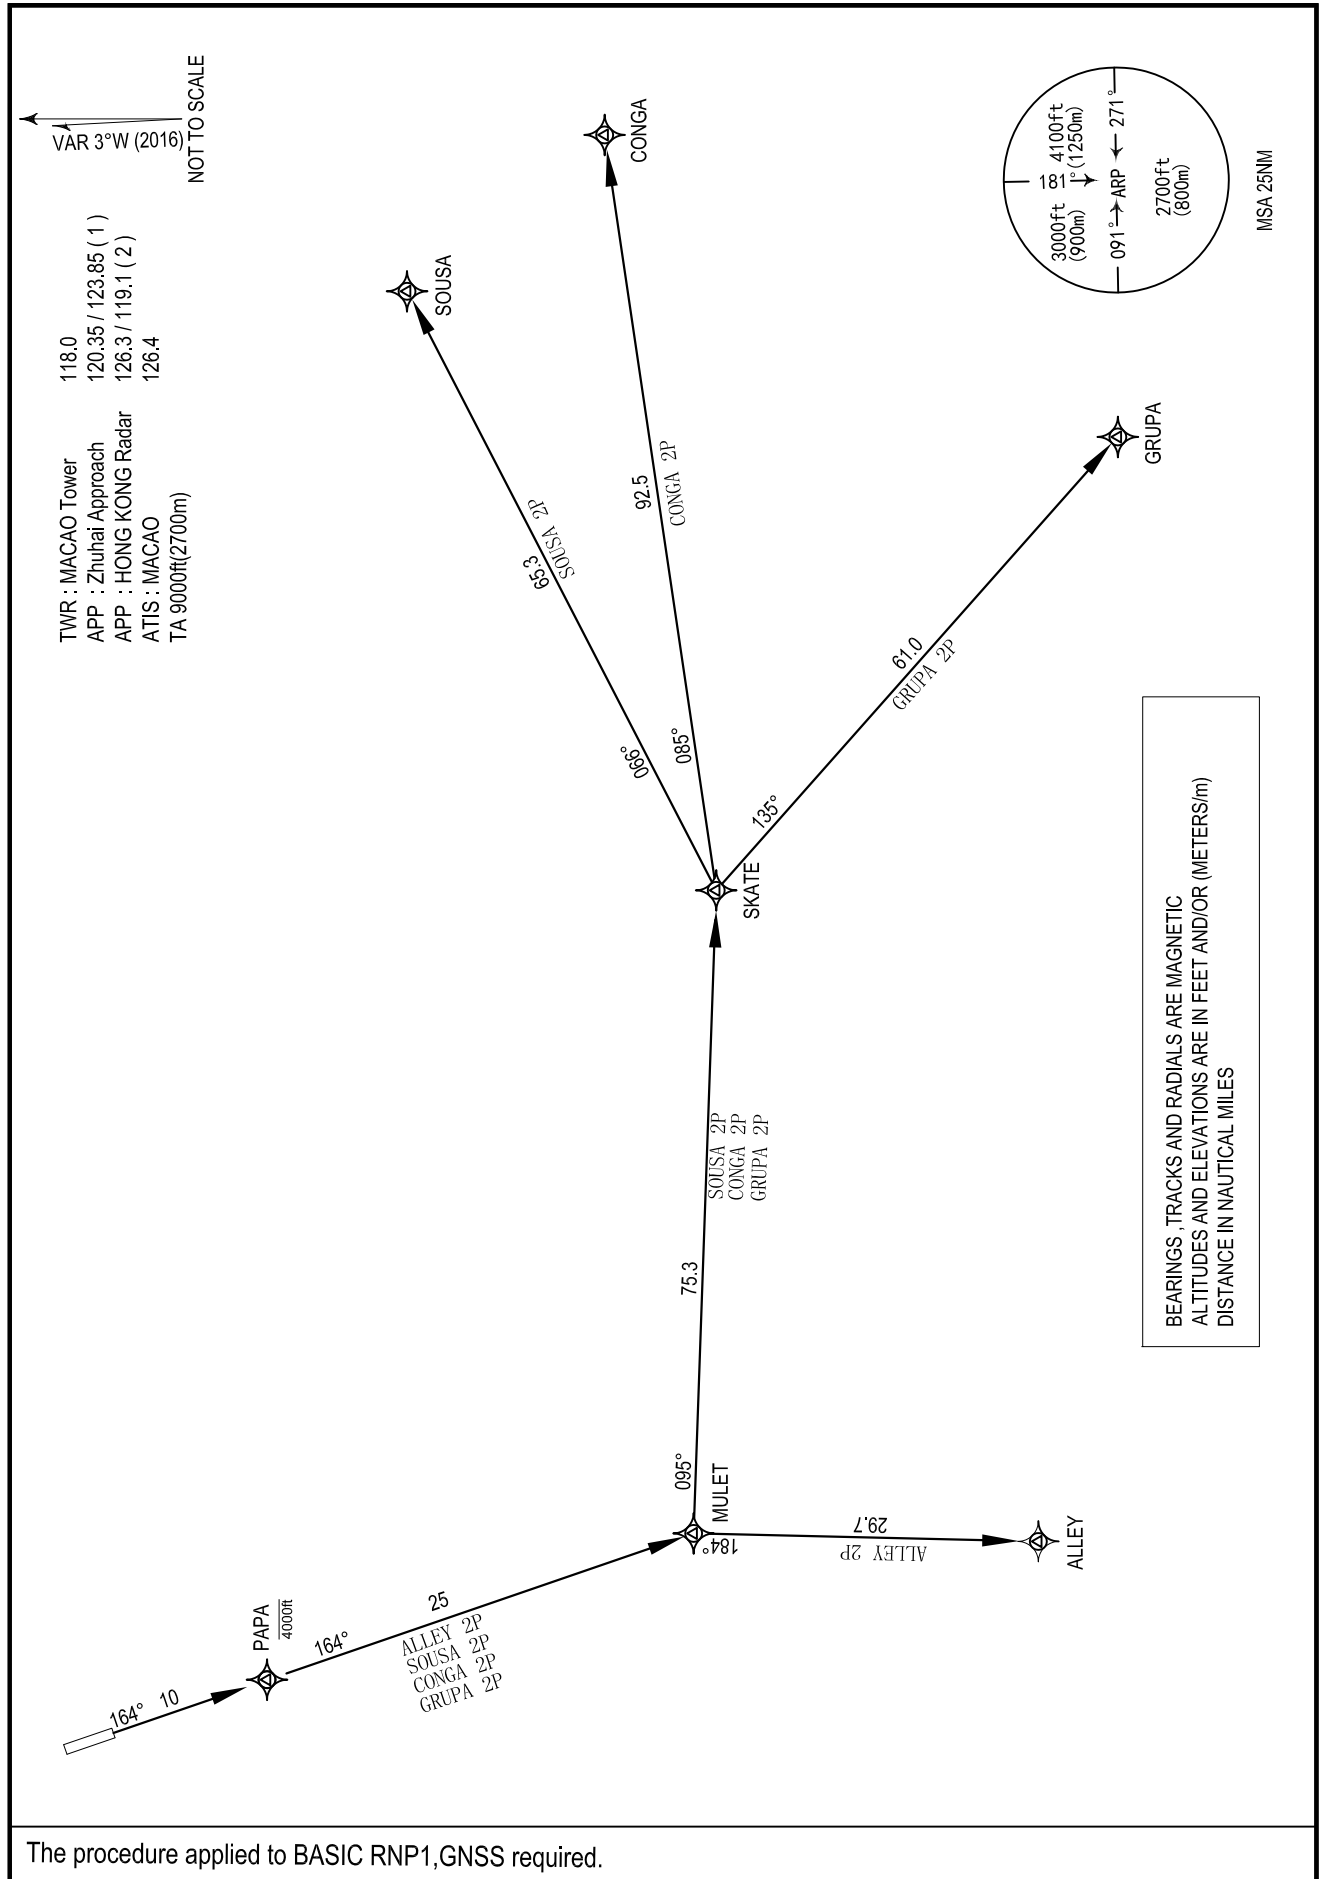 VAR 3°W (2016)
NOT TO SCALE
TWR : MACAO Tower 118.0
APP : Zhuhai Approach 120.35 / 123.85 ( 1 )
APP : HONG KONG Radar 126.3 / 119.1 ( 2 )
ATIS : MACAO 126.4
TA 9000ft(2700m)
CONGA
SOUSA
3000ft
(900m)
181°
4100ft
(1250m)
091°
ARP
271°
2700ft
(800m)
MSA 25NM
GRUPA
65.3
SOUSA 2P
92.5
CONGA 2P
61.0
GRUPA 2P
066°
085°
135°
SKATE
75.3
SOUSA 2P
CONGA 2P
GRUPA 2P
095°
MULET
184°
29.7
ALLEY 2P
ALLEY
PAPA
4000ft
164° 10
164°
25
ALLEY 2P
SOUSA 2P
CONGA 2P
GRUPA 2P
BEARINGS ,TRACKS AND RADIALS ARE MAGNETIC
ALTITUDES AND ELEVATIONS ARE IN FEET AND/OR (METERS/m)
DISTANCE IN NAUTICAL MILES
The procedure applied to BASIC RNP1,GNSS required.